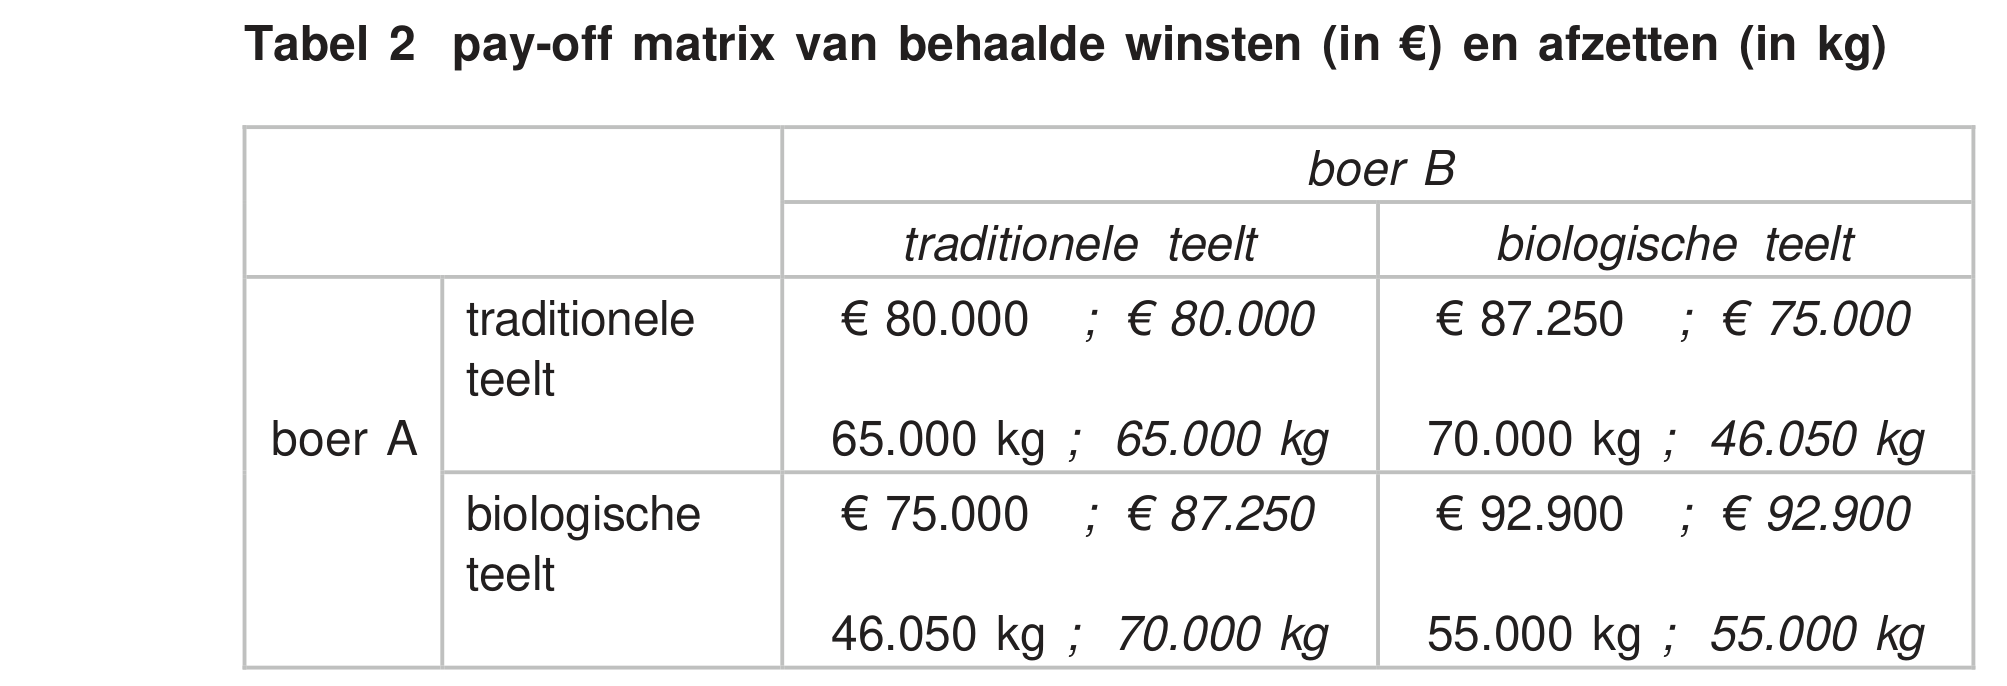 Tabel 2 pay-off matrix van behaalde winsten (in €) en afzetten (in kg)
boer B
traditionele teelt biologische teelt
traditionele € 80.000 ; € 80.000 € 87.250 ; € 75.000
teelt
boer A 65.000 kg ; 65.000 kg 70.000 kg ; 46.050 kg
biologische € 75.000 ; € 87.250 € 92.900 ; € 92.900
teelt
46.050 kg ; 70.000 kg 55.000 kg ; 55.000 kg